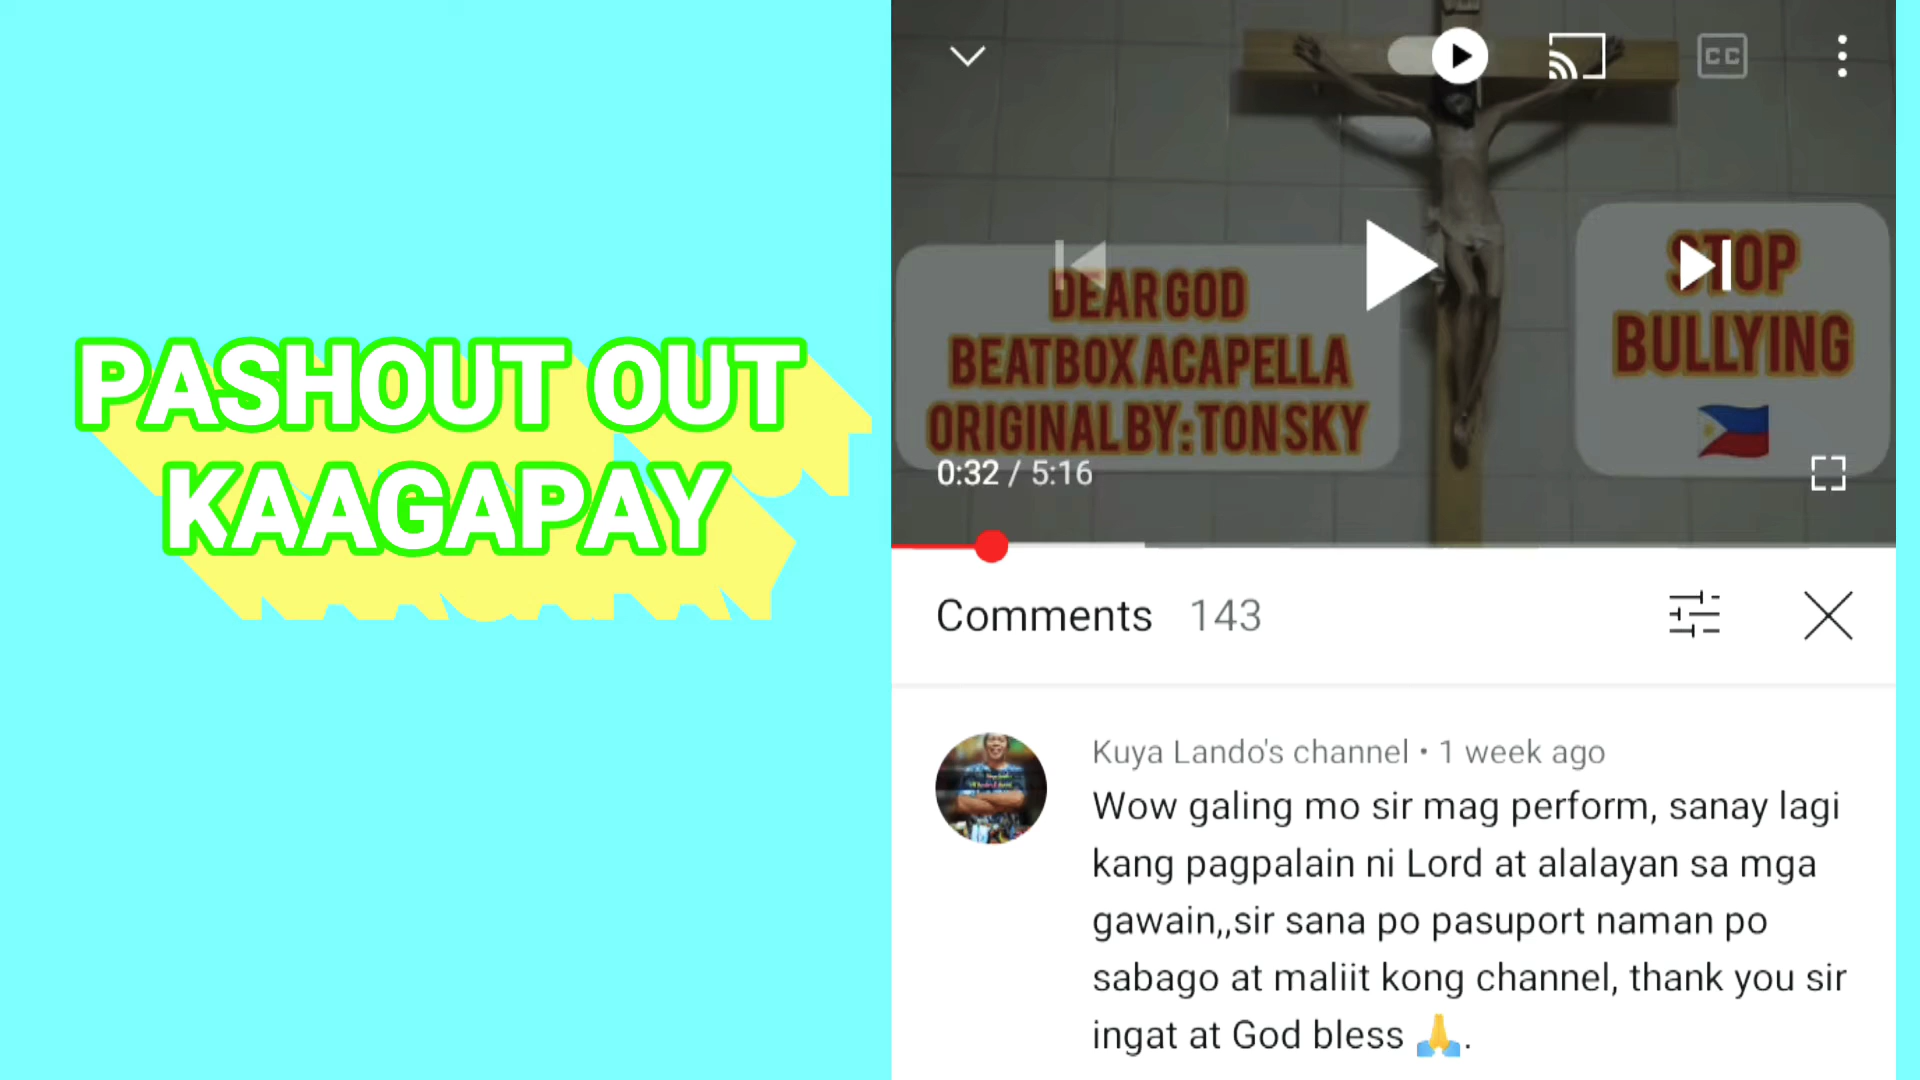 PASHOUT OUT
KAAGAPAY
CC
DEAR GOD
BEATBOX ACAPELLA
ORIGINAL BY: TON SKY
STOP
BULLYING
0:32 / 5:16
Comments 143
Kuya Lando's channel • 1 week ago
Wow galing mo sir mag perform, sanay lagi
kang pagpalain ni Lord at alalayan sa mga
gawain,,sir sana po pasuport naman po
sabago at maliit kong channel, thank you sir
ingat at God bless 🙏.